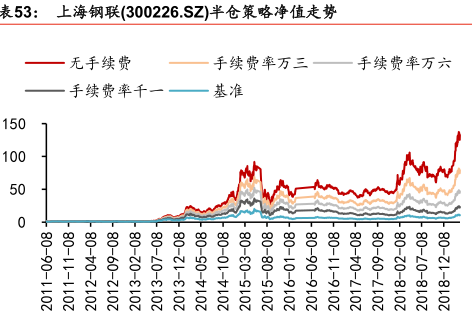 表53： 上海钢联(300226.SZ)半仓策略净值走势
无手续费 手续费率万三 手续费率万六
手续费率千一 基准
150
100
50
0
2011-06-08 2011-11-08 2012-04-08 2012-09-08 2013-02-08 2013-07-08 2013-12-08 2014-05-08 2014-10-08 2015-03-08 2015-08-08 2016-01-08 2016-06-08 2016-11-08 2017-04-08 2017-09-08 2018-02-08 2018-07-08 2018-12-08